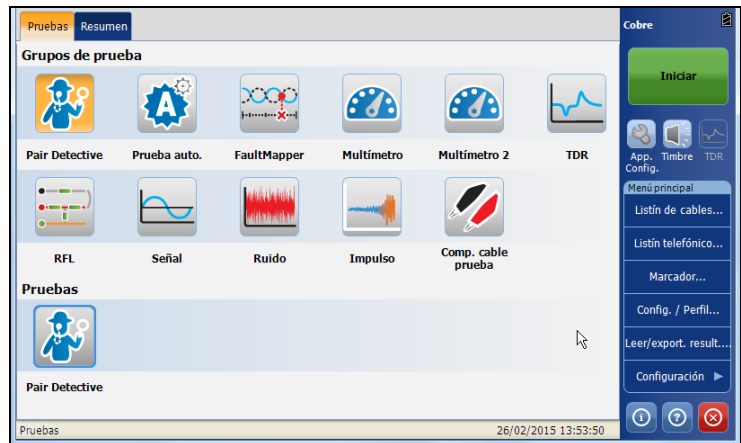 Pruebas Resumen
Grupos de prueba
Pair Detective Prueba auto. FaultMapper Multímetro Multímetro 2 TDR
RFL Señal Ruido Impulso Comp. cable
prueba
Pruebas
Pair Detective
Pruebas 26/02/2015 13:53:50
Cobre
Iniciar
App. Timbre TDR
Config.
Menú principal
Listín de cables...
Listín telefónico...
Marcador...
Config. / Perfil...
Leer/export. result....
Configuración